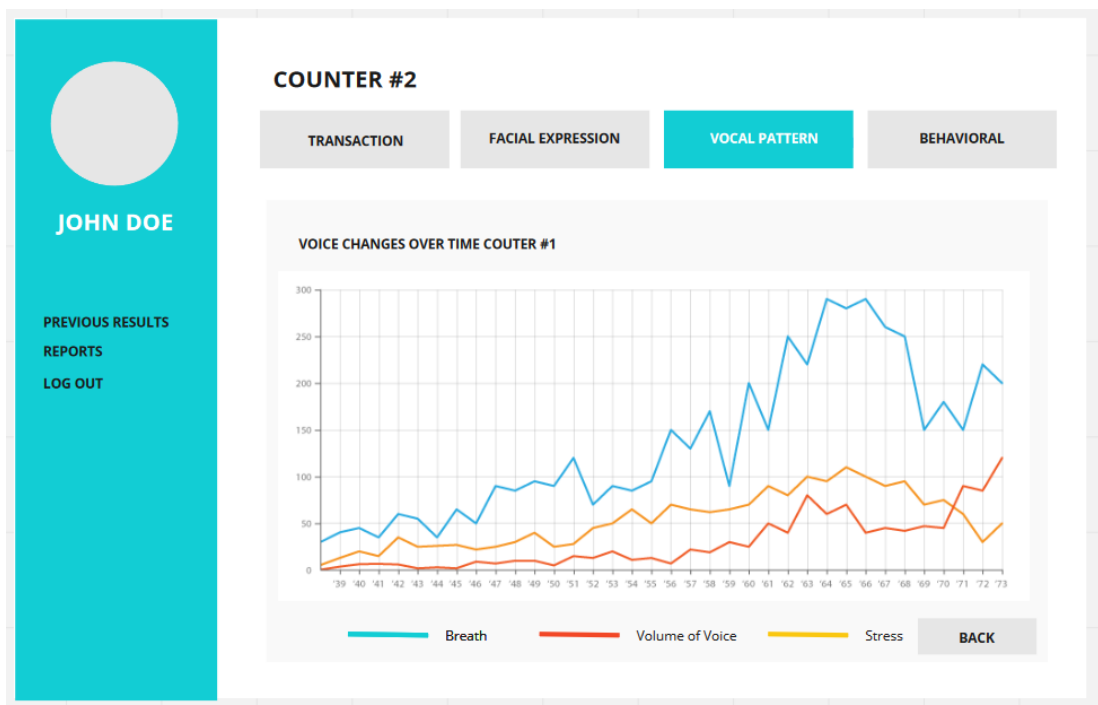 JOHN DOE
PREVIOUS RESULTS
REPORTS
LOG OUT
COUNTER #2
TRANSACTION
FACIAL EXPRESSION
VOCAL PATTERN
BEHAVIORAL
VOICE CHANGES OVER TIME COUTER #1
300
250
200
150
100
50
0
'39 '40 '41 '42 '43 '44 '45 '46 '47 '48 '49 '50 '51 '52 '53 '54 '55 '56 '57 '58 '59 '60 '61 '62 '63 '64 '65 '66 '67 '68 '69 '70 '71 '72 '73
Breath
Volume of Voice
Stress
BACK